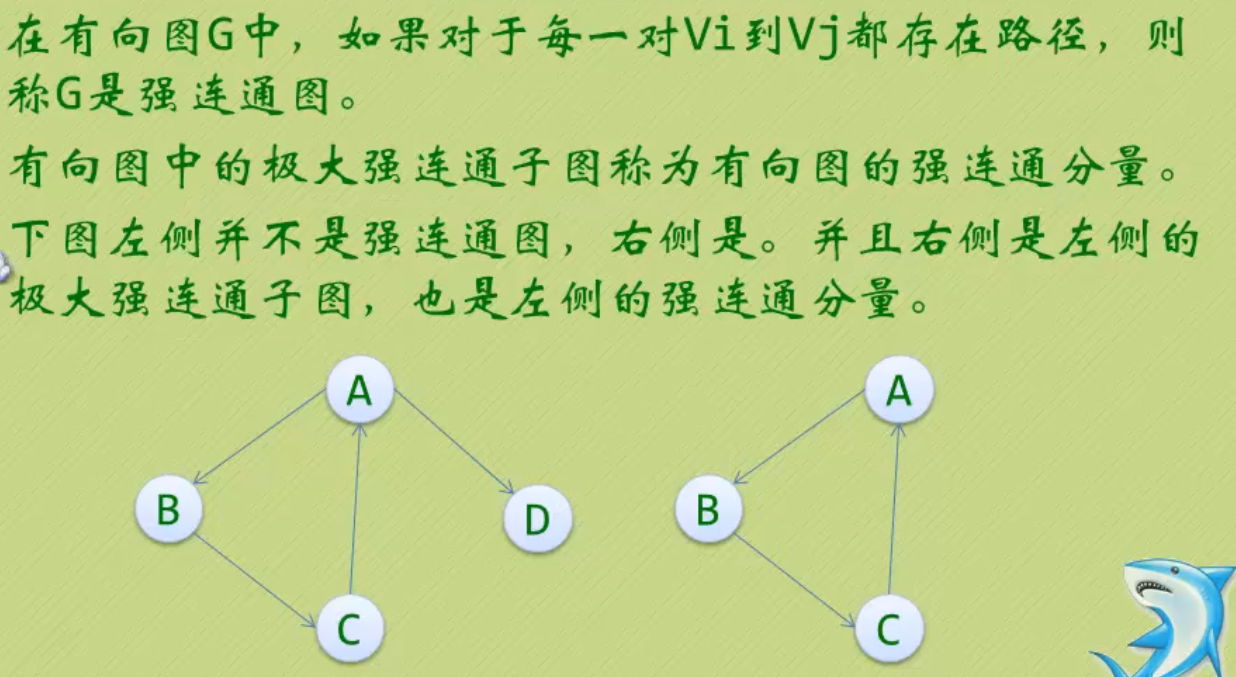 在有向图G中，如果对于每一对Vi到Vj都存在路径，则
称G是强连通图。
有向图中的极大强连通子图称为有向图的强连通分量。
下图左侧并不是强连通图，右侧是。并且右侧是左侧的
极大强连通子图，也是左侧的强连通分量。
A
A
B
D
B
C
C